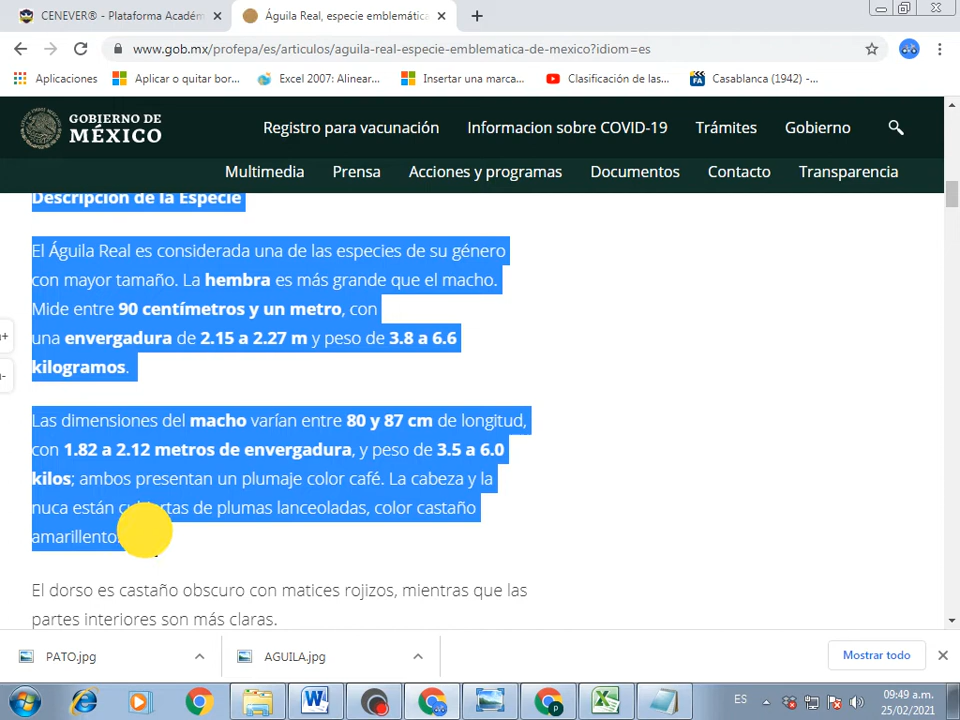 CENEVER® - Plataforma Académ
Águila Real, especie emblemática
www.gob.mx/profepa/es/articulos/aguila-real-especie-emblematica-de-mexico?idiom=es
Aplicaciones
Aplicar o quitar bor...
Excel 2007: Alinear...
Insertar una marca...
Clasificación de las...
FA
Casablanca (1942) -...
GOBIERNO DE
MÉXICO
Registro para vacunación
Informacion sobre COVID-19
Trámites
Gobierno
Multimedia
Prensa
Acciones y programas
Documentos
Contacto
Transparencia
Descripción de la Especie
El Águila Real es considerada una de las especies de su género
con mayor tamaño. La hembra es más grande que el macho.
Mide entre 90 centímetros y un metro, con
una envergadura de 2.15 a 2.27 m y peso de 3.8 a 6.6
kilogramos.
Las dimensiones del macho varían entre 80 y 87 cm de longitud,
con 1.82 a 2.12 metros de envergadura, y peso de 3.5 a 6.0
kilos; ambos presentan un plumaje color café. La cabeza y la
nuca están cubiertas de plumas lanceoladas, color castaño
amarillento.
El dorso es castaño obscuro con matices rojizos, mientras que las
partes interiores son más claras.
PATO.jpg
AGUILA.jpg
Mostrar todo
ES
09:49 a.m.
25/02/2021